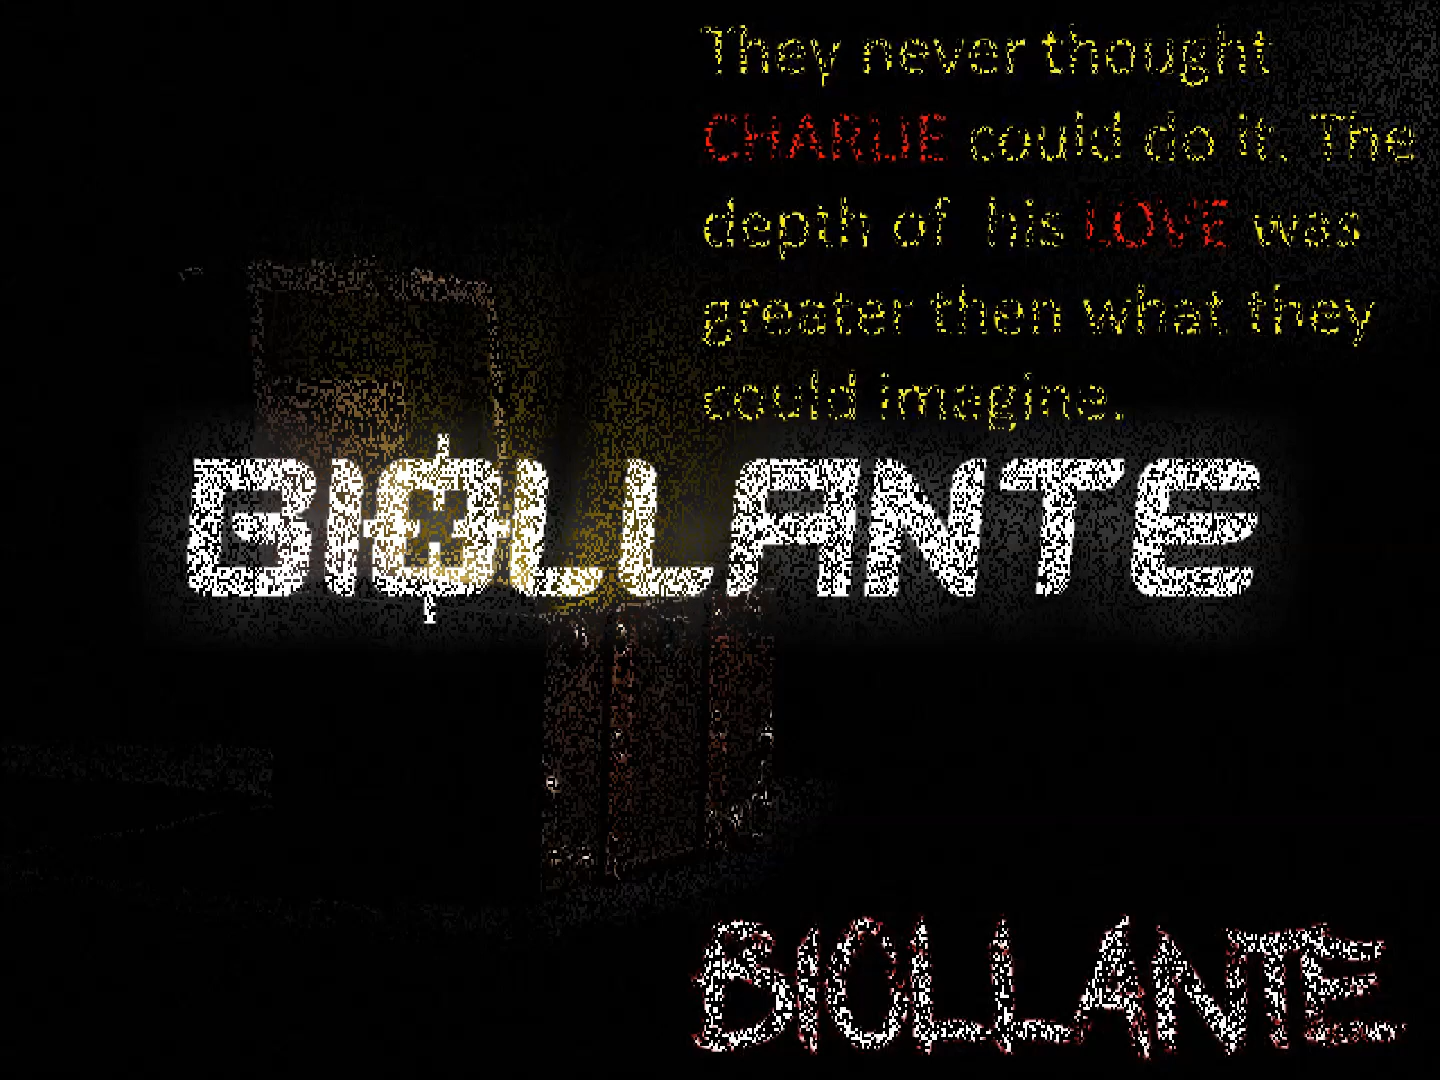 They never thought
CHARLIE could do it. The
depth of his LOVE was
greater then what they
could imagine.
BIOLLANTE
BIOLLANTE